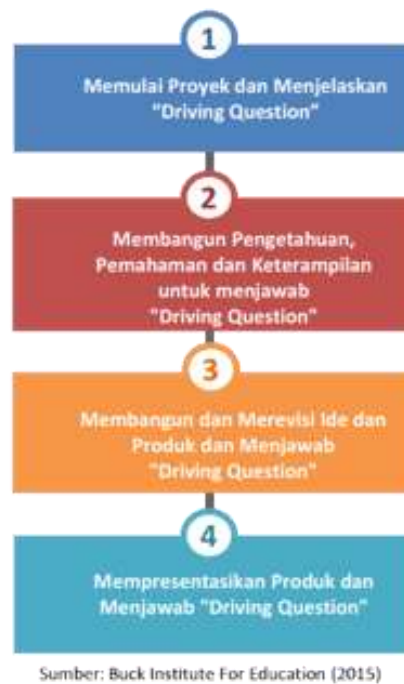 1
Memulai Proyek dan Menjelaskan
"Driving Question"
2
Membangun Pengetahuan,
Pemahaman dan Keterampilan
untuk menjawab
"Driving Question"
3
Membangun dan Merevisi Ide dan
Produk dan Menjawab
"Driving Question"
4
Mempresentasikan Produk dan
Menjawab "Driving Question"
Sumber: Buck Institute For Education (2015)